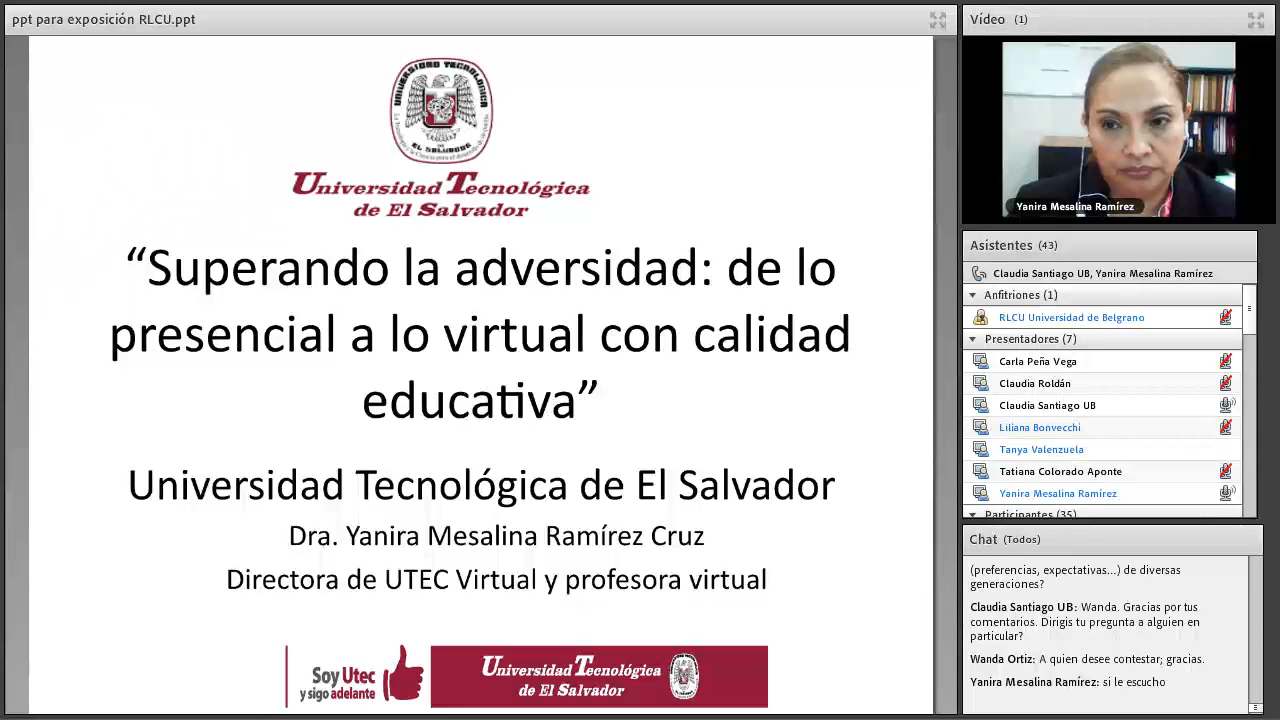 ppt para exposición RLCU.ppt
UNIVERSIDAD TECNOLÓGICA
DE EL SALVADOR
Universidad Tecnológica
de El Salvador
“Superando la adversidad: de lo
presencial a lo virtual con calidad
educativa”
Universidad Tecnológica de El Salvador
Dra. Yanira Mesalina Ramírez Cruz
Directora de UTEC Virtual y profesora virtual
Soy Utec
y sigo adelante
Universidad Tecnológica
de El Salvador
Vídeo (1)
Yanira Mesalina Ramírez
Asistentes (43)
Claudia Santiago UB, Yanira Mesalina Ramírez
Anfitriones (1)
RLCU Universidad de Belgrano
Presentadores (7)
Carla Peña Vega
Claudia Roldán
Claudia Santiago UB
Liliana Bonvecchi
Tanya Valenzuela
Tatiana Colorado Aponte
Yanira Mesalina Ramírez
Participantes (35)
Chat (Todos)
(preferencias, expectativas...) de diversas
generaciones?
Claudia Santiago UB: Wanda. Gracias por tus
comentarios. Dirigis tu pregunta a alguien en
particular?
Wanda Ortiz: A quien desee contestar; gracias.
Yanira Mesalina Ramírez: si le escucho